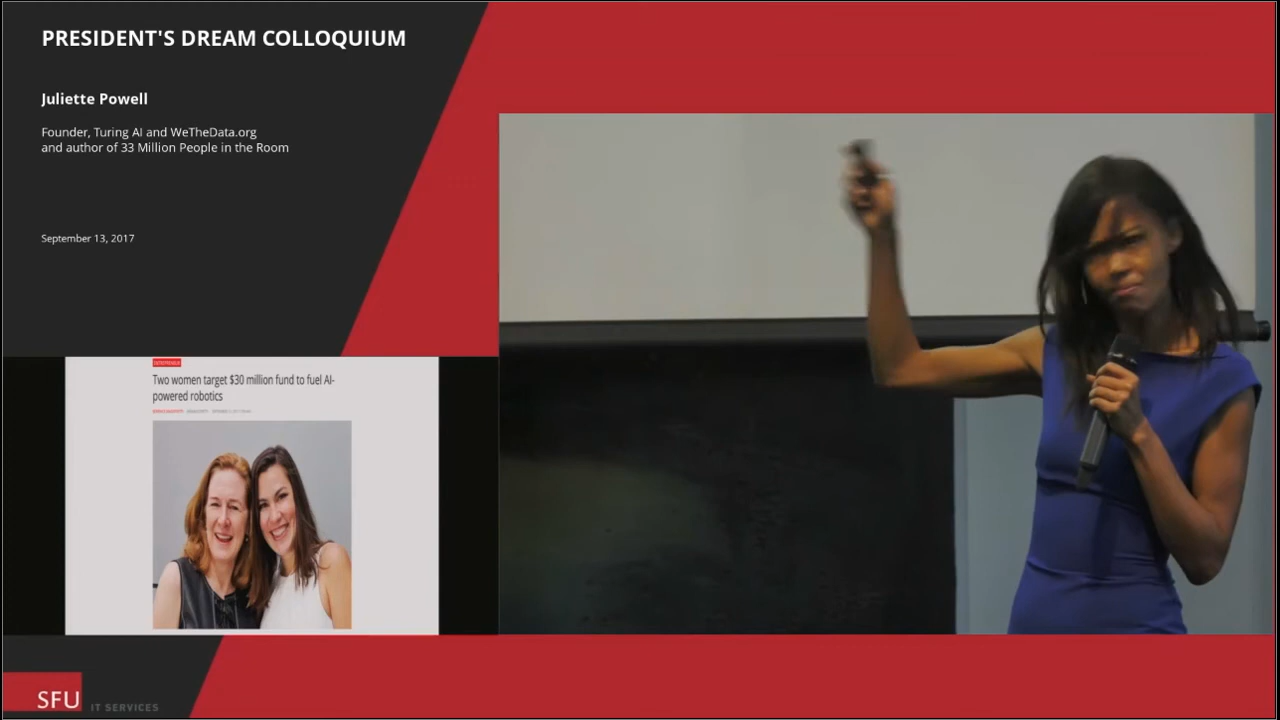 PRESIDENT'S DREAM COLLOQUIUM
Juliette Powell
Founder, Turing AI and WeTheData.org
and author of 33 Million People in the Room
September 13, 2017
ENTREPRENEUR
Two women target $30 million fund to fuel AI-
powered robotics
SFU IT SERVICES